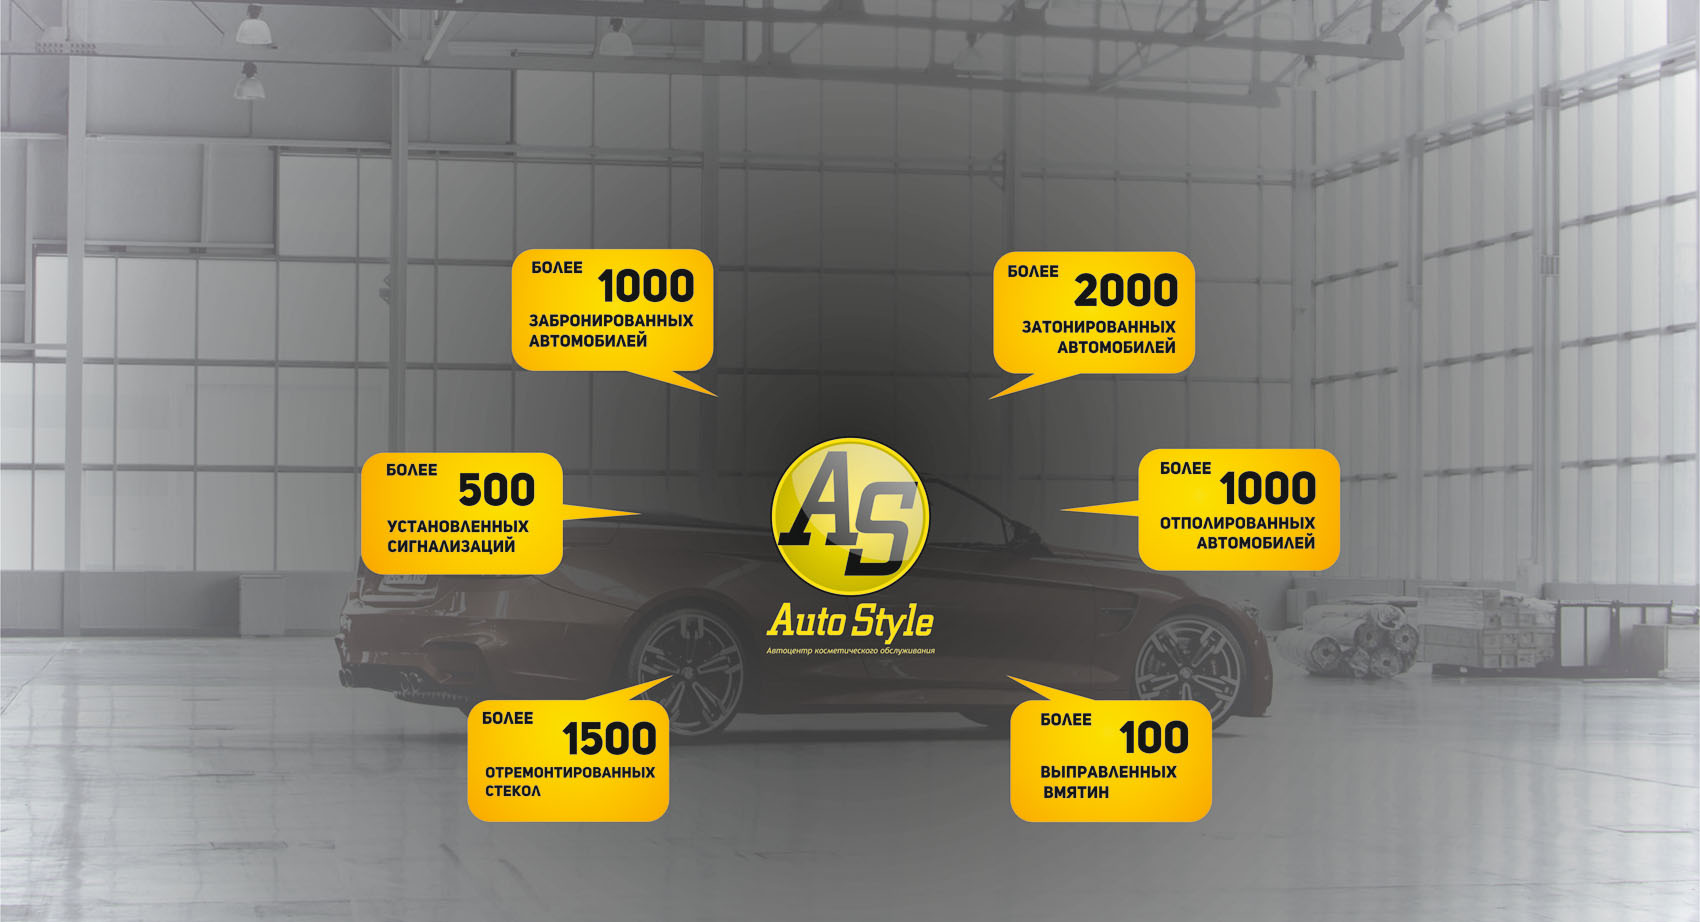 БОЛЕЕ
1000
ЗАБРОНИРОВАННЫХ
АВТОМОБИЛЕЙ
БОЛЕЕ
2000
ЗАТОНИРОВАННЫХ
АВТОМОБИЛЕЙ
БОЛЕЕ
500
УСТАНОВЛЕННЫХ
СИГНАЛИЗАЦИЙ
AS
Auto Style
Автоцентр косметического обслуживания
БОЛЕЕ
1000
ОТПОЛИРОВАННЫХ
АВТОМОБИЛЕЙ
БОЛЕЕ
1500
ОТРЕМОНТИРОВАННЫХ
СТЕКОЛ
БОЛЕЕ
100
ВЫПРАВЛЕННЫХ
ВМЯТИН